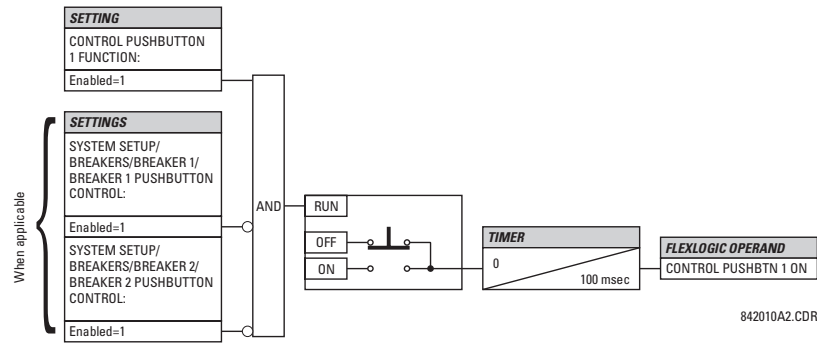 SETTING
CONTROL PUSHBUTTON
1 FUNCTION:
Enabled=1
When applicable
SETTINGS
SYSTEM SETUP/
BREAKERS/BREAKER 1/
BREAKER 1 PUSHBUTTON
CONTROL:
Enabled=1
SYSTEM SETUP/
BREAKERS/BREAKER 2/
BREAKER 2 PUSHBUTTON
CONTROL:
Enabled=1
AND
RUN
OFF
ON
TIMER
0
100 msec
FLEXLOGIC OPERAND
CONTROL PUSHBTN 1 ON
842010A2.CDR